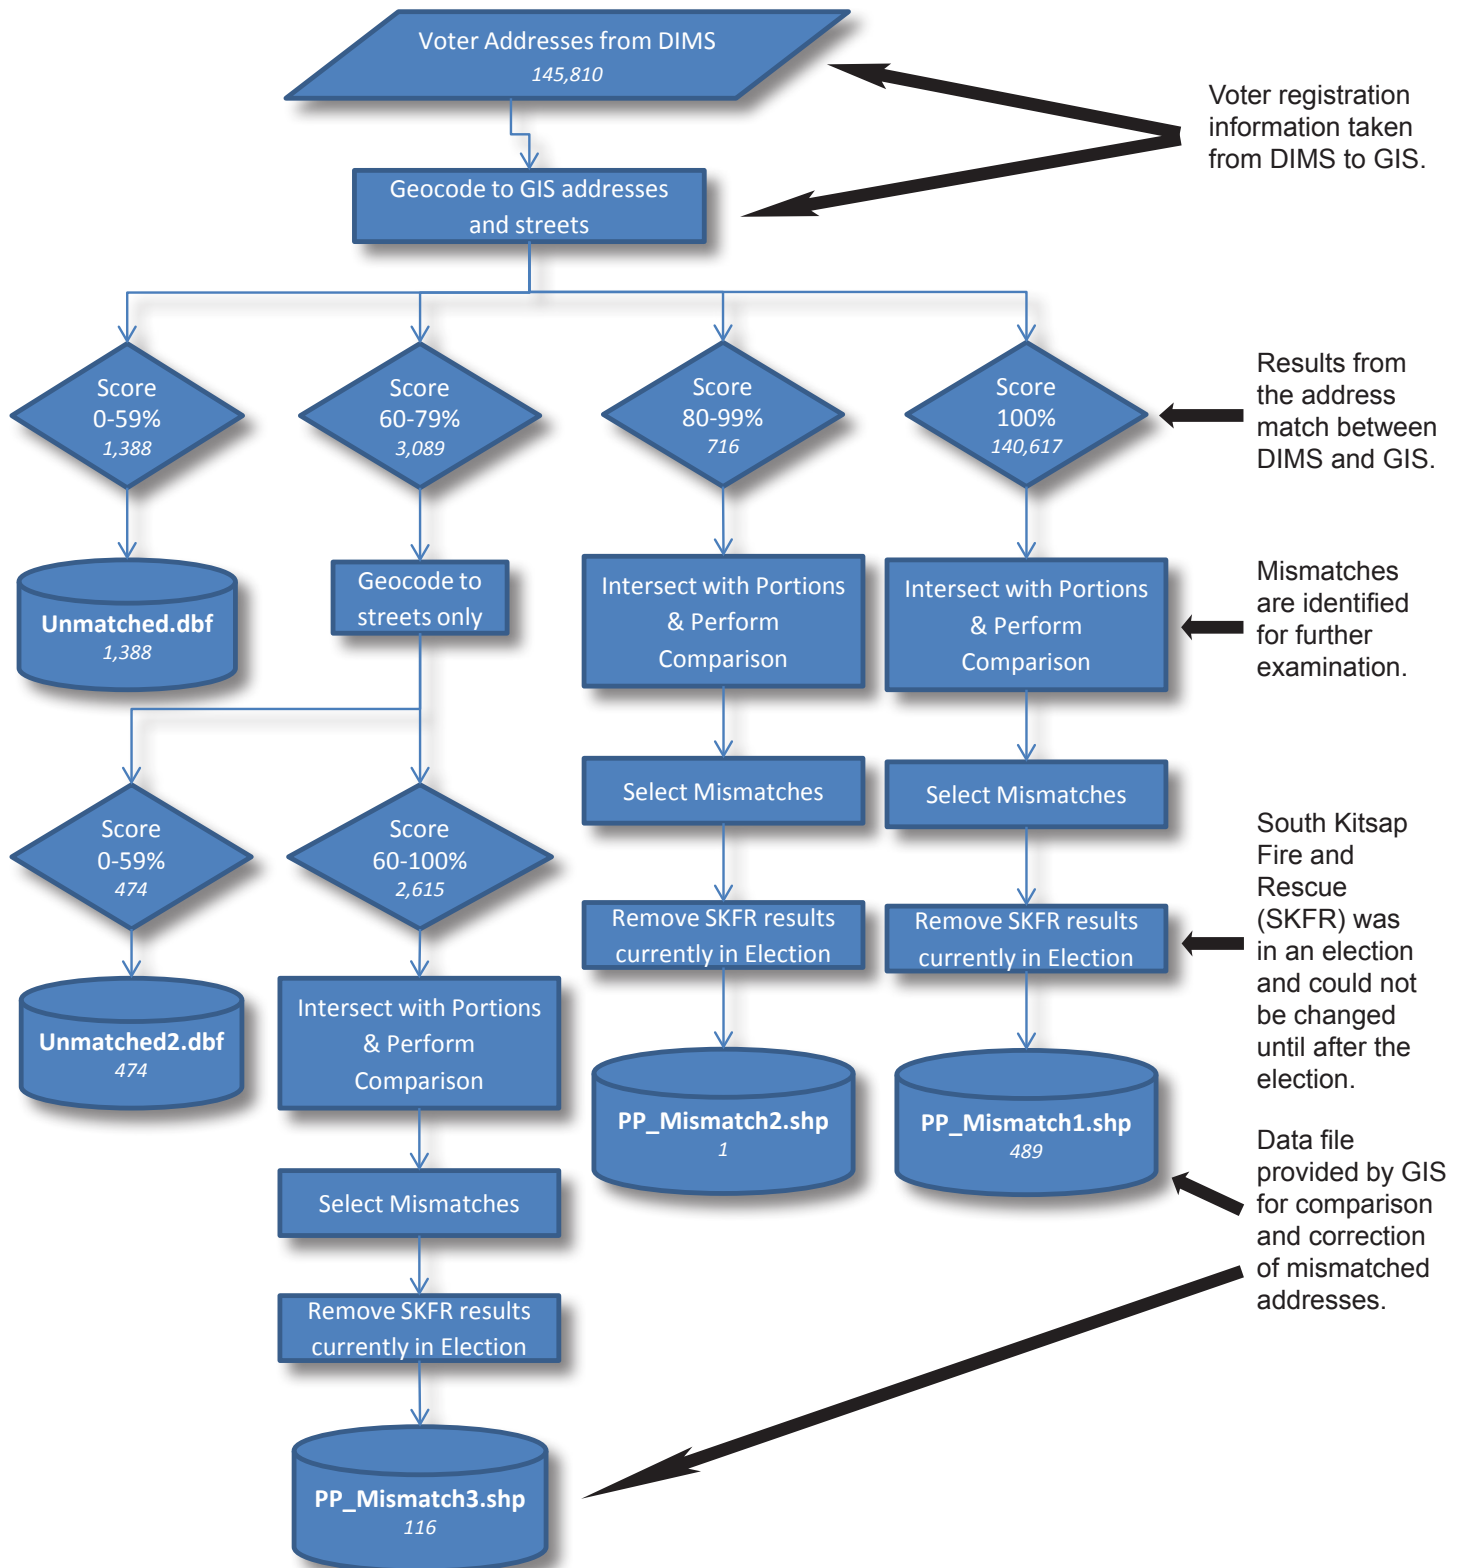 Voter Addresses from DIMS
145,810
Voter registration
information taken
from DIMS to GIS.
Geocode to GIS addresses
and streets
Score
0-59%
1,388
Score
60-79%
3,089
Score
80-99%
716
Score
100%
140,617
Results from
the address
match between
DIMS and GIS.
Unmatched.dbf
1,388
Geocode to
streets only
Intersect with Portions
& Perform
Comparison
Intersect with Portions
& Perform
Comparison
Mismatches
are identified
for further
examination.
Select Mismatches
Select Mismatches
Score
0-59%
474
Score
60-100%
2,615
Remove SKFR results
currently in Election
Remove SKFR results
currently in Election
South Kitsap
Fire and
Rescue
(SKFR) was
in an election
and could not
be changed
until after the
election.
Unmatched2.dbf
474
Intersect with Portions
& Perform
Comparison
PP_Mismatch2.shp
1
PP_Mismatch1.shp
489
Data file
provided by GIS
for comparison
and correction
of mismatched
addresses.
Select Mismatches
Remove SKFR results
currently in Election
PP_Mismatch3.shp
116